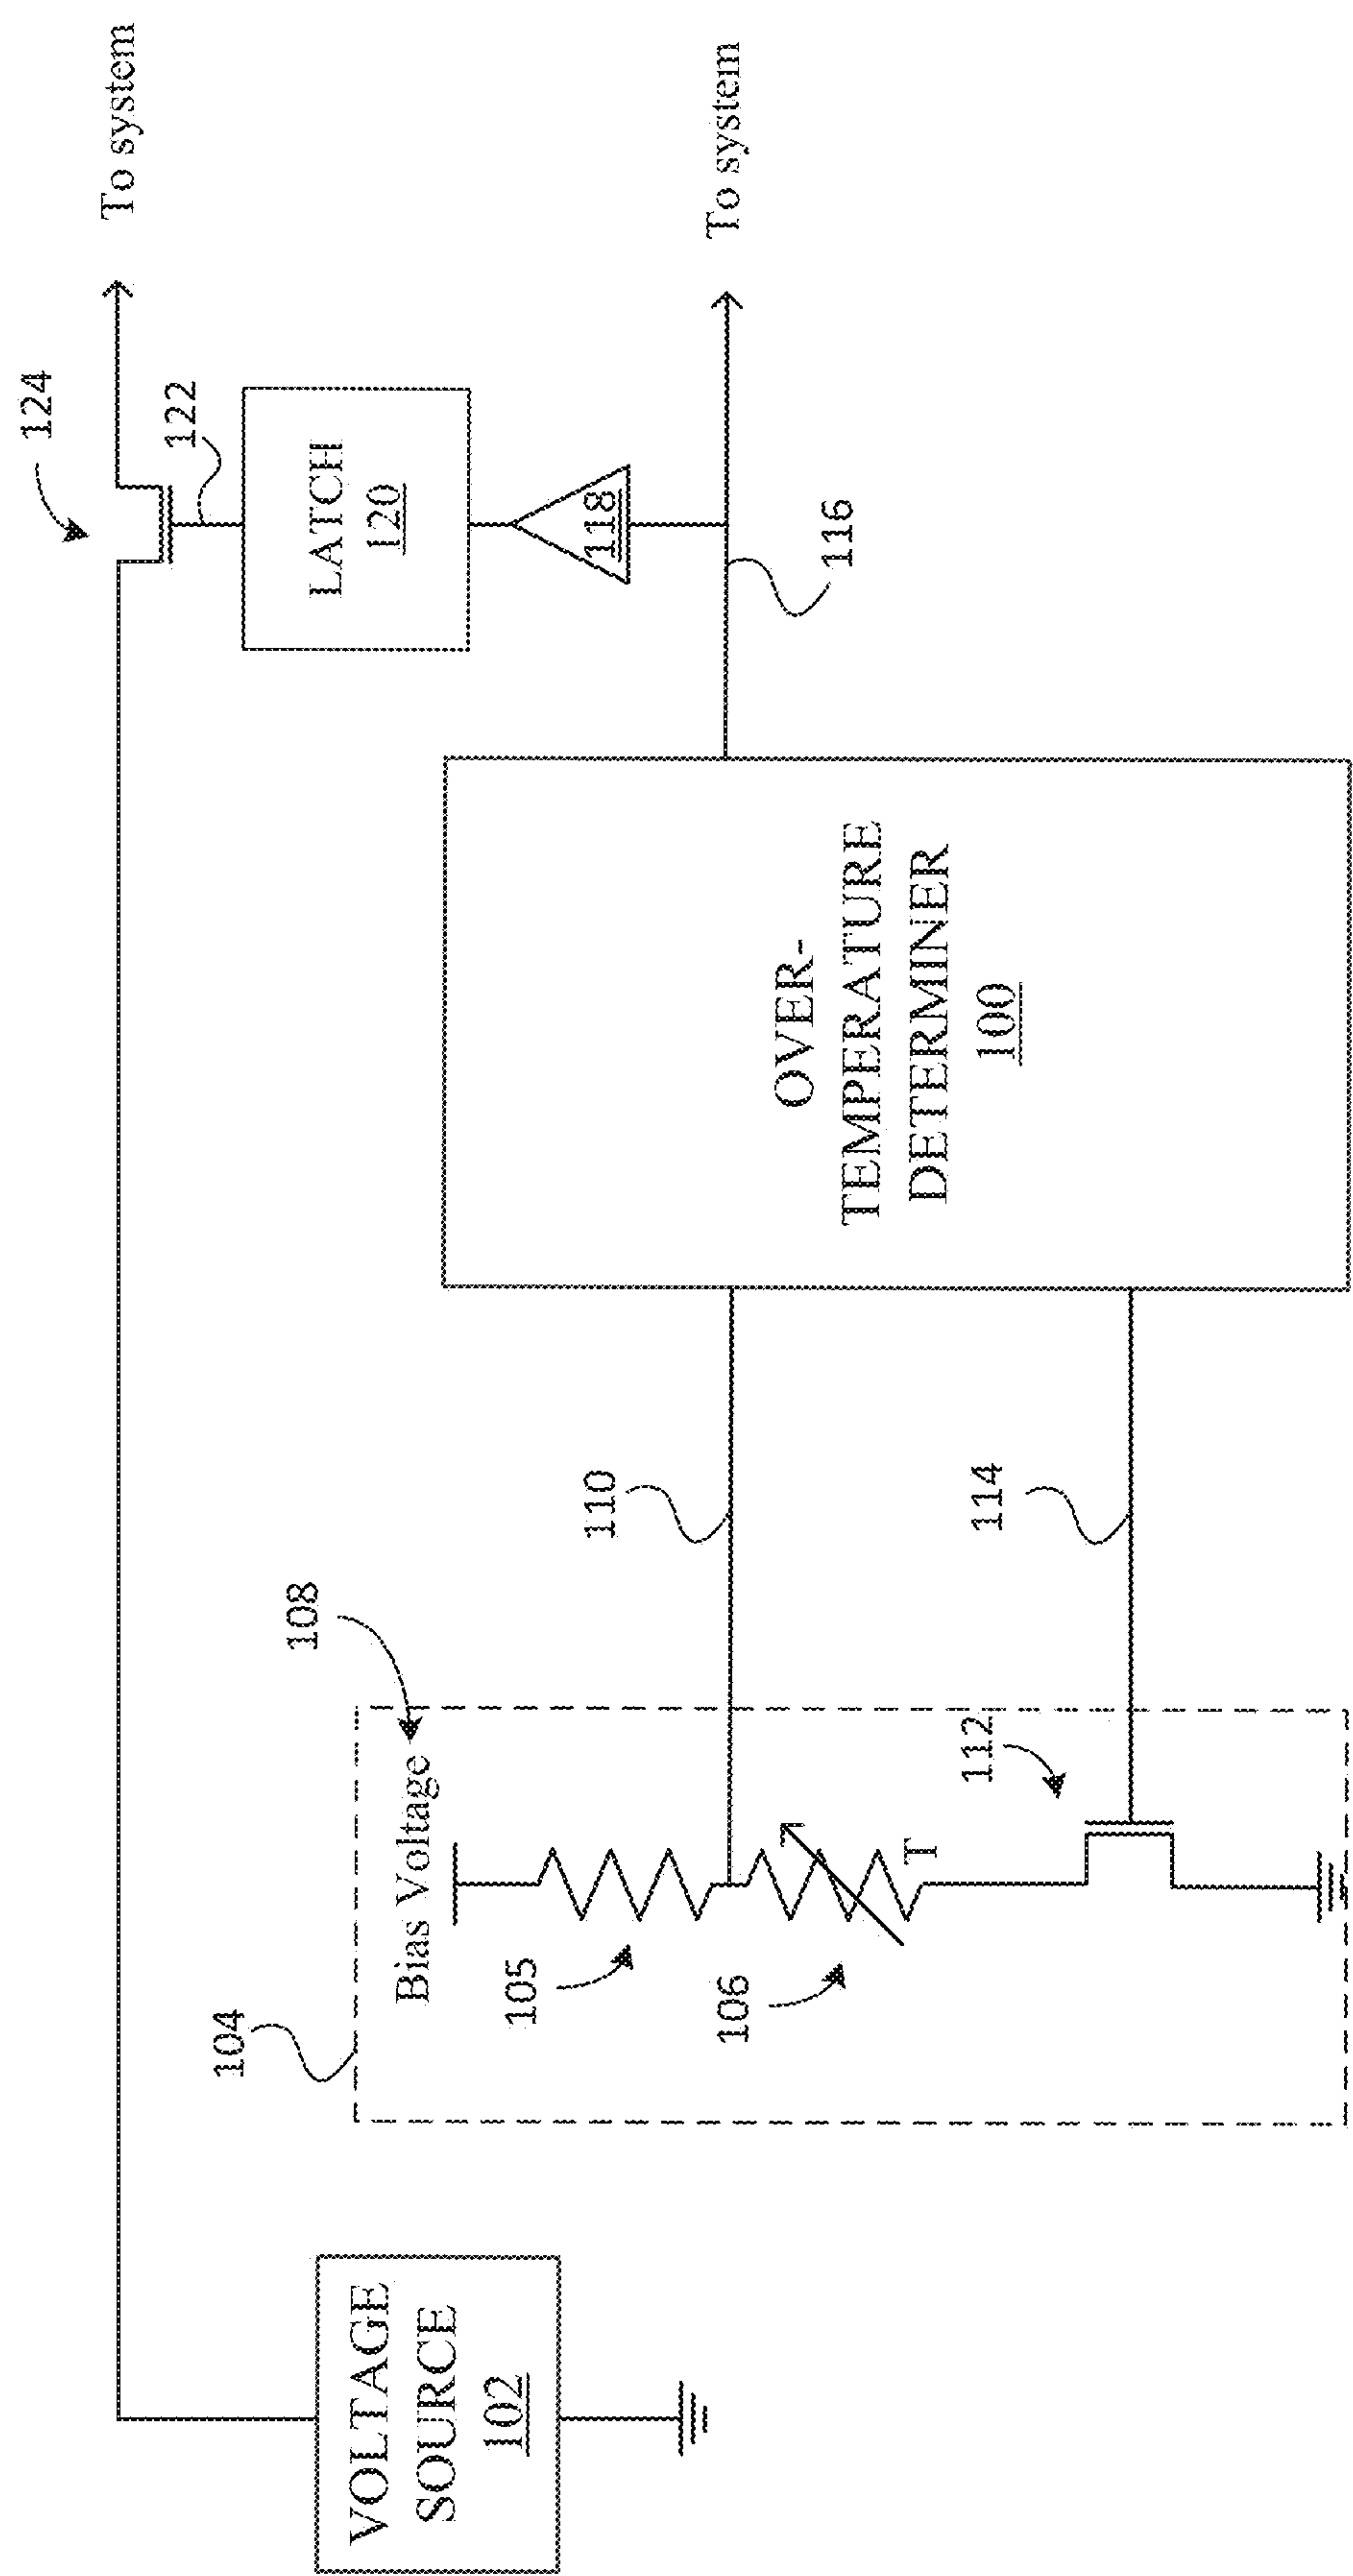 124
To system
122
LATCH
120
118
To system
116
108
Bias Voltage
104
110
105
106
T
112
114
OVER-
TEMPERATURE
DETERMINER
100
VOLTAGE
SOURCE
102